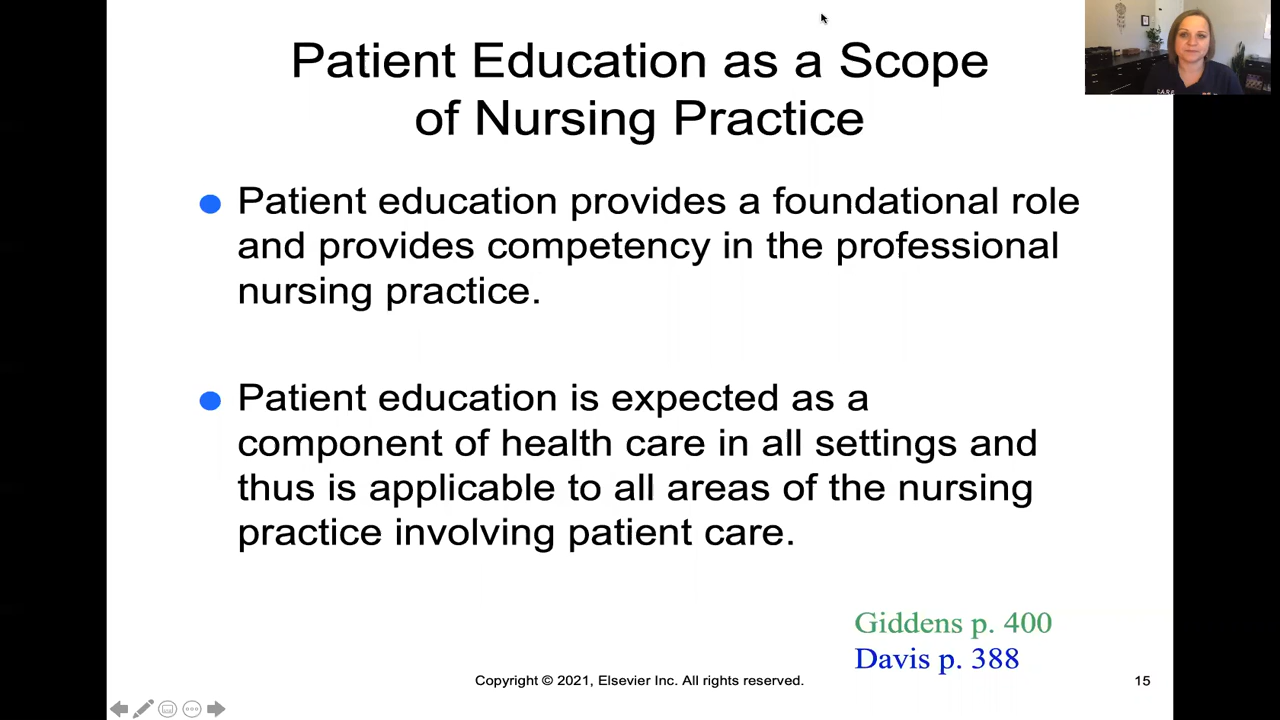 Patient Education as a Scope
of Nursing Practice
Patient education provides a foundational role
and provides competency in the professional
nursing practice.
Patient education is expected as a
component of health care in all settings and
thus is applicable to all areas of the nursing
practice involving patient care.
Giddens p. 400
Davis p. 388
Copyright © 2021, Elsevier Inc. All rights reserved.
15